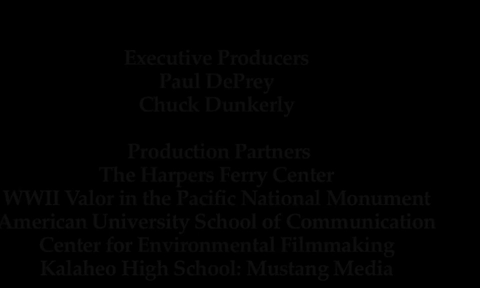 Executive Producers
Paul DePrey
Chuck Dunkerly
Production Partners
The Harpers Ferry Center
WWII Valor in the Pacific National Monument
American University School of Communication
Center for Environmental Filmmaking
Kalaheo High School: Mustang Media